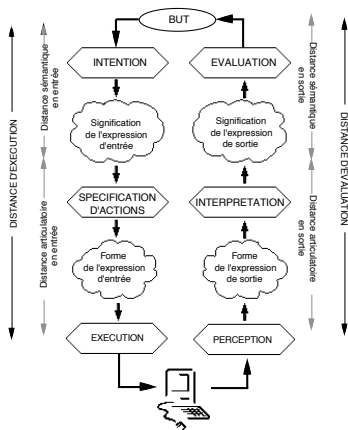 BUT
INTENTION
EVALUATION
Signification
de l'expression
d'entrée
Signification
de l'expression
de sortie
SPECIFICATION
D'ACTIONS
INTERPRETATION
Forme
de l'expression
d'entrée
Forme
de l'expression
de sortie
EXECUTION
PERCEPTION
DISTANCE D'EXECUTION
Distance sémantique
en entrée
Distance articulatoire
en entrée
Distance sémantique
en sortie
Distance articulatoire
en sortie
DISTANCE D'EVALUATION